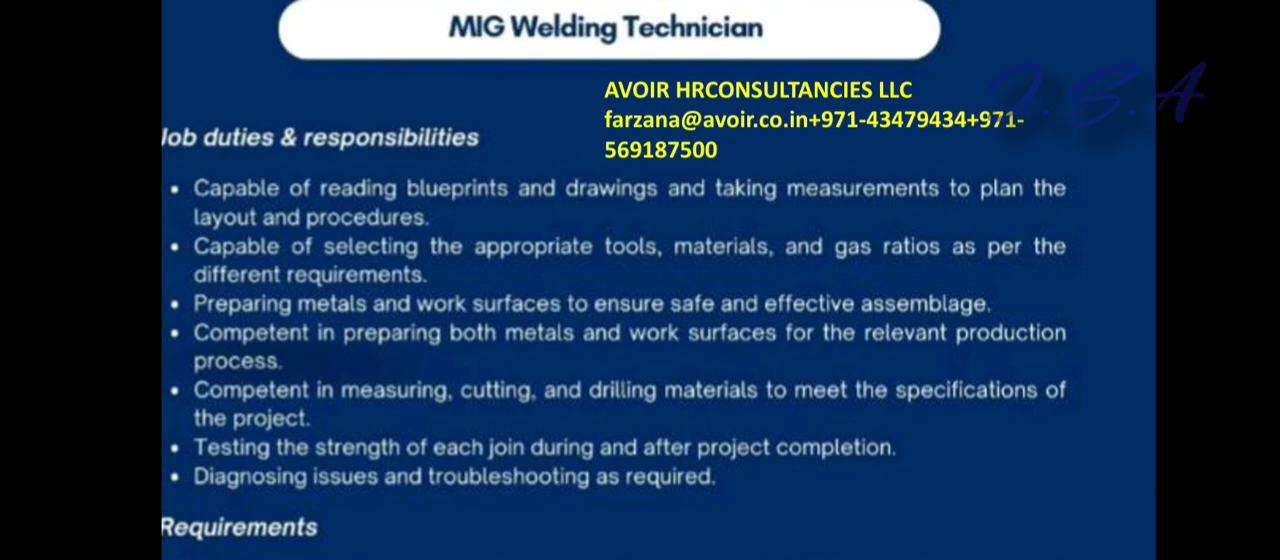 MIG Welding Technician
AVOIR HRCONSULTANCIES LLC
farzana@avoir.co.in+971-43479434+971-
569187500
J.S.A
Job duties & responsibilities
• Capable of reading blueprints and drawings and taking measurements to plan the
layout and procedures.
• Capable of selecting the appropriate tools, materials, and gas ratios as per the
different requirements.
• Preparing metals and work surfaces to ensure safe and effective assemblage.
• Competent in preparing both metals and work surfaces for the relevant production
process.
• Competent in measuring, cutting, and drilling materials to meet the specifications of
the project.
• Testing the strength of each join during and after project completion.
• Diagnosing issues and troubleshooting as required.
Requirements